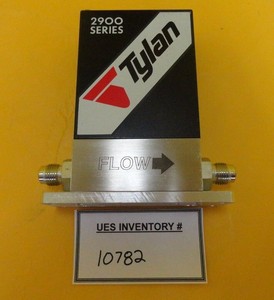 2900
SERIES
Tylan
FLOW
UES INVENTORY #
10782